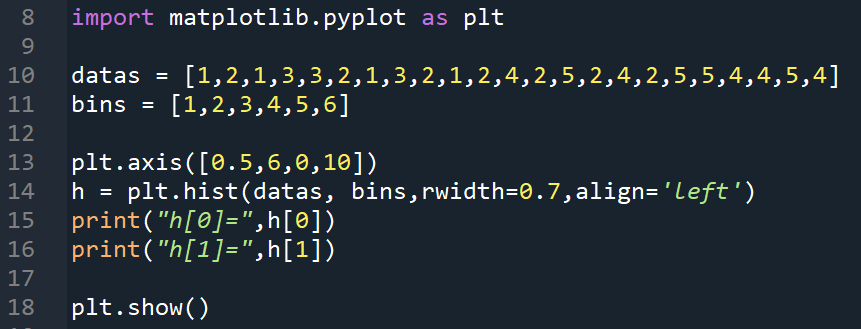 8 import matplotlib.pyplot as plt
9
10 datas = [1,2,1,3,3,2,1,3,2,1,2,4,2,5,2,4,2,5,5,4,4,5,4]
11 bins = [1,2,3,4,5,6]
12
13 plt.axis([0.5,6,0,10])
14 h = plt.hist(datas, bins,rwidth=0.7,align='left')
15 print("h[0]=",h[0])
16 print("h[1]=",h[1])
17
18 plt.show()